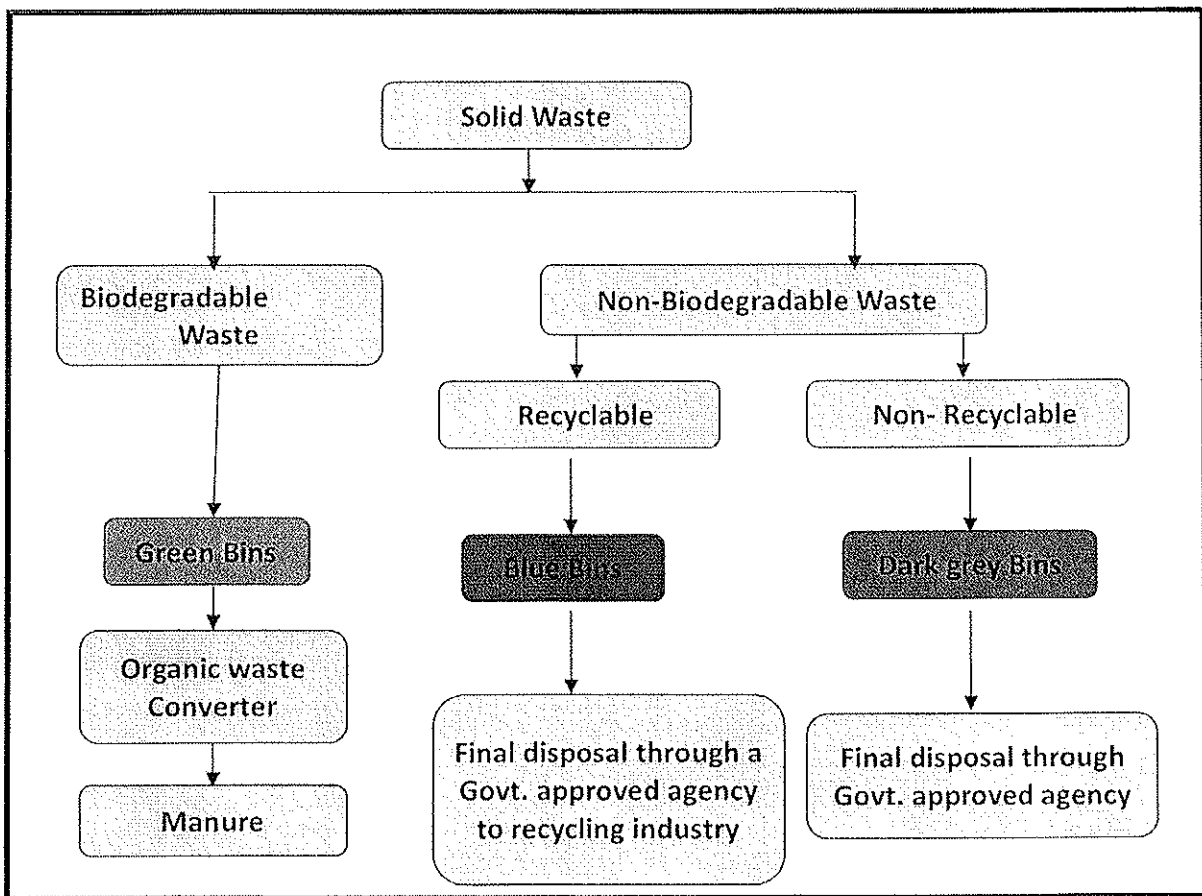 Solid Waste
Biodegradable
Waste
Non-Biodegradable Waste
Recyclable
Non- Recyclable
Green Bins
Blue Bins
Dark grey Bins
Organic waste
Converter
Manure
Final disposal through a
Govt. approved agency
to recycling industry
Final disposal through
Govt. approved agency